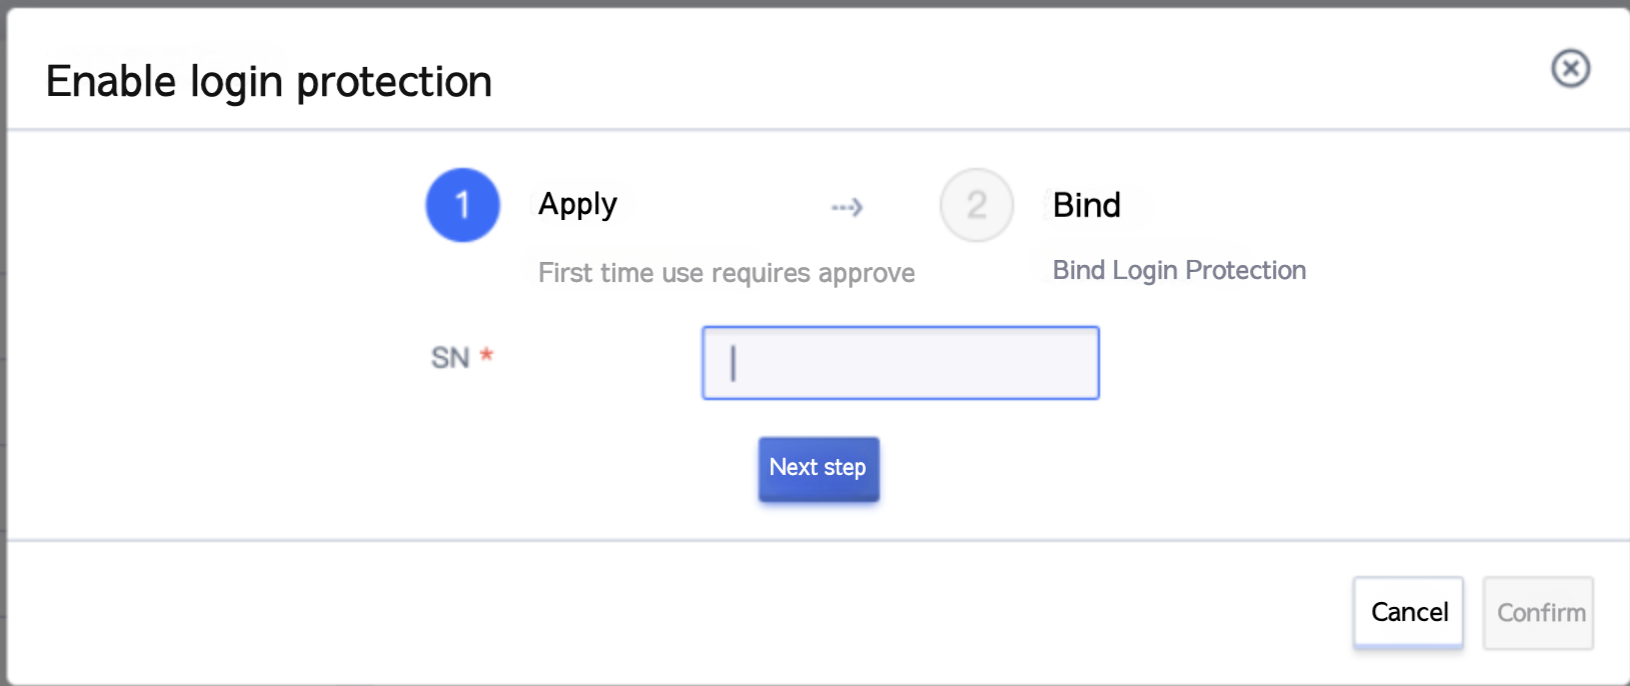 Enable login protection
1 Apply 2 Bind
First time use requires approve Bind Login Protection
SN *
Next step
Cancel Confirm